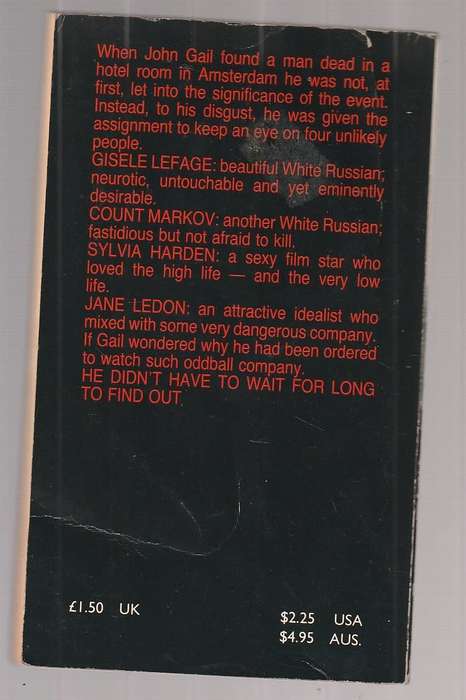 When John Gail found a man dead in a
hotel room in Amsterdam he was not, at
first, let into the significance of the event.
Instead, to his disgust, he was given the
assignment to keep an eye on four unlikely
people.
GISELE LEFAGE: beautiful White Russian;
neurotic, untouchable and yet eminently
desirable.
COUNT MARKOV: another White Russian;
fastidious but not afraid to kill.
SYLVIA HARDEN: a sexy film star who
loved the high life — and the very low
life.
JANE LEDON: an attractive idealist who
mixed with some very dangerous company.
If Gail wondered why he had been ordered
to watch such oddball company.
HE DIDN'T HAVE TO WAIT FOR LONG
TO FIND OUT.
£1.50 UK
$2.25 USA
$4.95 AUS.